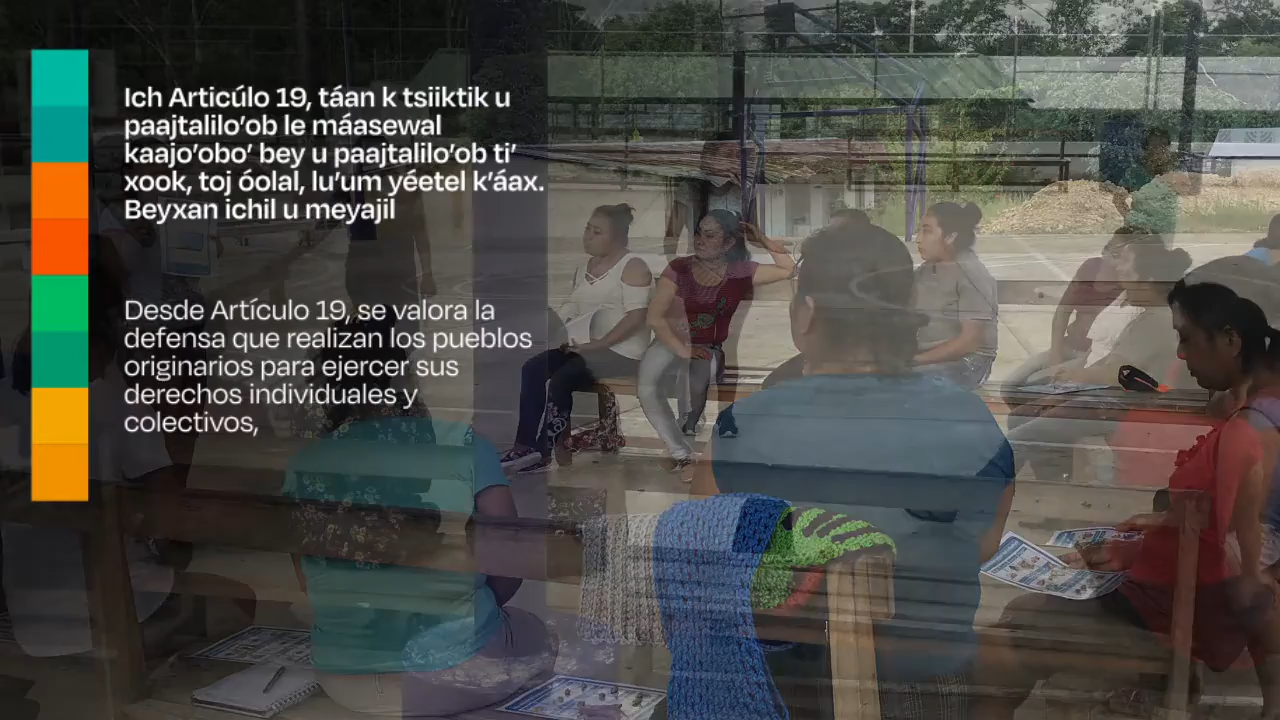 Ich Articúlo 19, táan k tsiiktik u
paajtalilo’ob le máasewal
kaajo’obo’ bey u paajtalilo’ob ti’
xook, toj óolal, lu’um yéetel k’áax.
Beyxan ichil u meyajil
Desde Artículo 19, se valora la
defensa que realizan los pueblos
originarios para ejercer sus
derechos individuales y
colectivos,